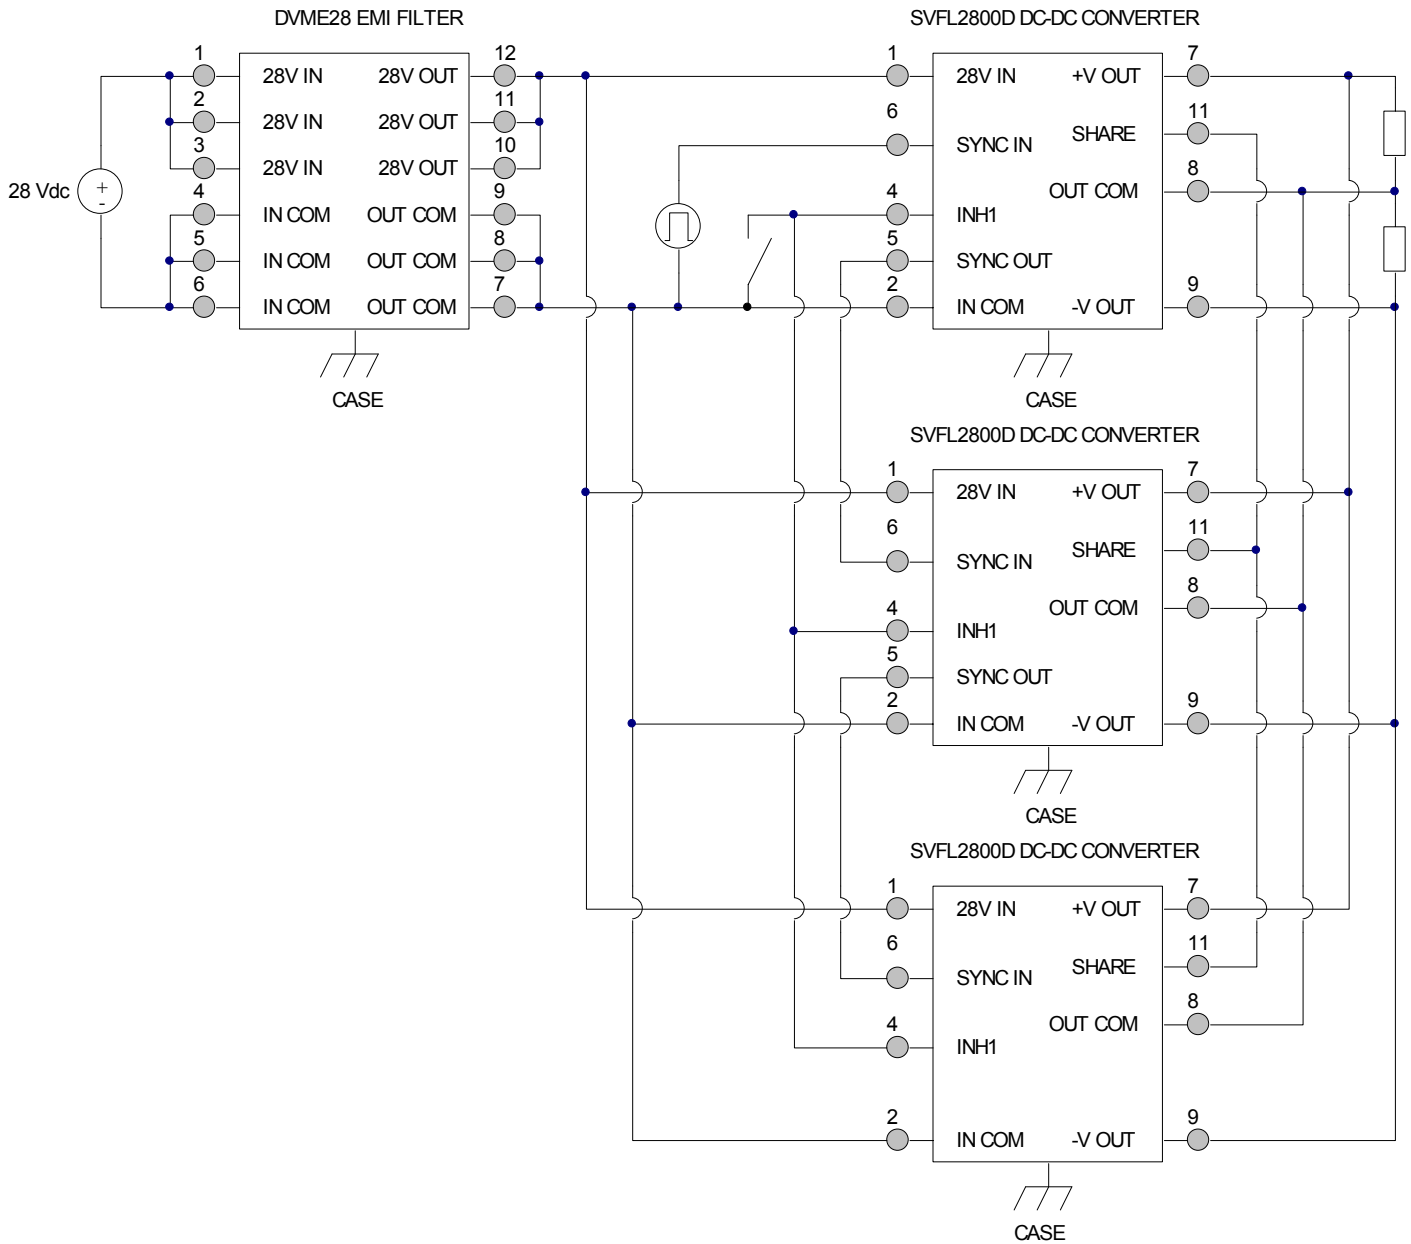 DVME28 EMI FILTER
SVFL2800D DC-DC CONVERTER
1 28V IN 28V OUT 12
2 28V IN 28V OUT 11
3 28V IN 28V OUT 10
4 IN COM OUT COM 9
5 IN COM OUT COM 8
6 IN COM OUT COM 7
28 Vdc
+
-
CASE
1 28V IN +V OUT 7
6 SYNC IN SHARE 11
4 INH1 OUT COM 8
5 SYNC OUT
2 IN COM -V OUT 9
CASE
SVFL2800D DC-DC CONVERTER
1 28V IN +V OUT 7
6 SYNC IN SHARE 11
4 INH1 OUT COM 8
5 SYNC OUT
2 IN COM -V OUT 9
CASE
SVFL2800D DC-DC CONVERTER
1 28V IN +V OUT 7
6 SYNC IN SHARE 11
4 INH1 OUT COM 8
2 IN COM -V OUT 9
CASE